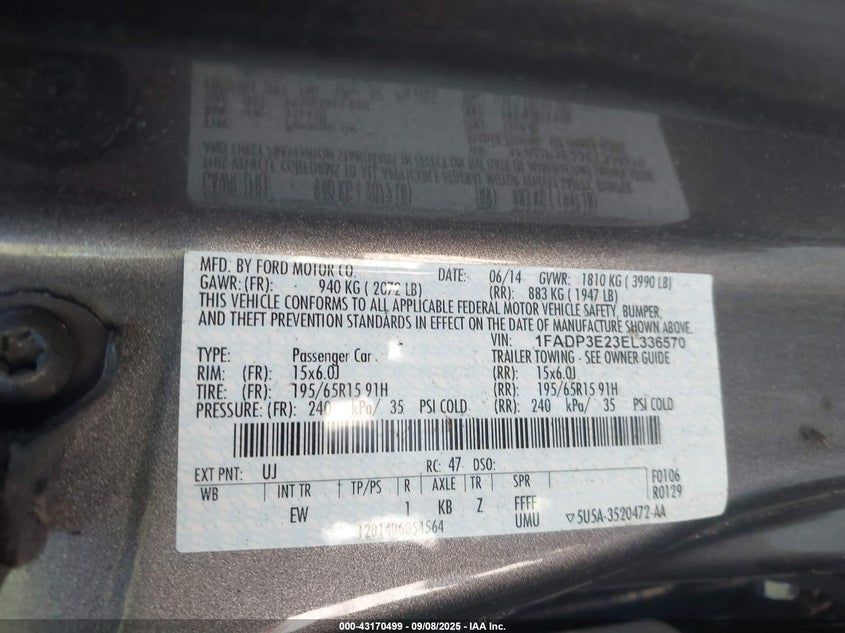 MFD. BY FORD MOTOR CO. DATE: 06/14 GVWR: 1810 KG ( 3990 LB)
GAWR: (FR): 940 KG ( 2072 LB) (RR): 883 KG ( 1947 LB)
THIS VEHICLE CONFORMS TO ALL APPLICABLE FEDERAL MOTOR VEHICLE SAFETY, BUMPER,
AND THEFT PREVENTION STANDARDS IN EFFECT ON THE DATE OF MANUFACTURE SHOWN ABOVE.
VIN: 1FADP3E23EL336570
TYPE: Passenger Car . TRAILER TOWING - SEE OWNER GUIDE
RIM: (FR): 15x6.0J (RR): 15x6.0J
TIRE: (FR): 195/65R15 91H (RR): 195/65R15 91H
PRESSURE: (FR): 240 kPa/ 35 PSI COLD (RR): 240 kPa/ 35 PSI COLD
EXT PNT: UJ RC: 47 DSO: F0106
WB INT TR TP/PS R AXLE TR SPR R0129
EW 1 KB Z FFFF
UMU ▽5U5A-3520472-AA
000-43170499 - 09/08/2025 - IAA Inc.